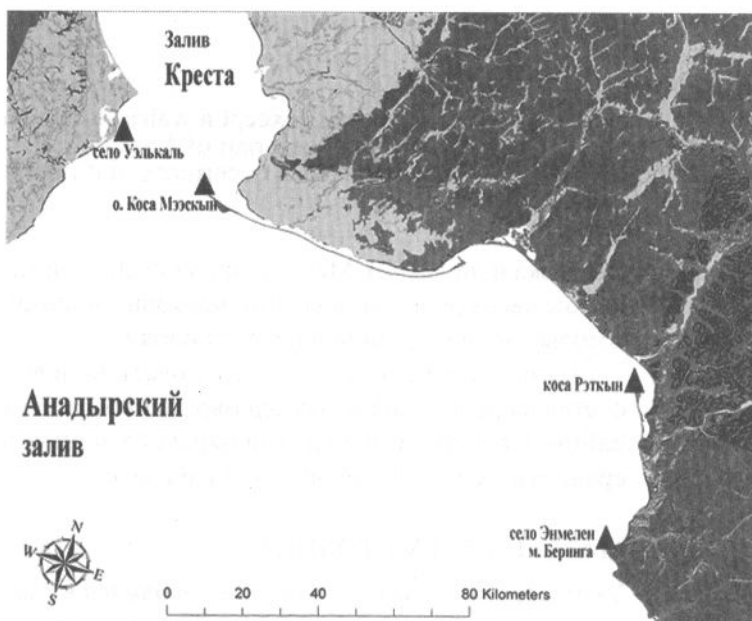 Залив
Креста
село Уэлькаль
о. Коса Мээскын
коса Рэткын
Анадырский
залив
село Энмелен
м. Беринга
N
W
E
S
0 20 40 80 Kilometers